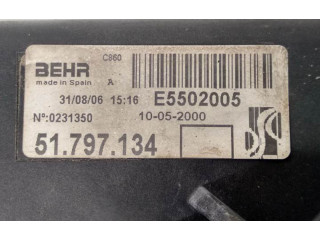 BEHR C960
made in Spain A
31/08/06 15:16 E5502005
Nº:0231350 10-05-2000
51.797.134